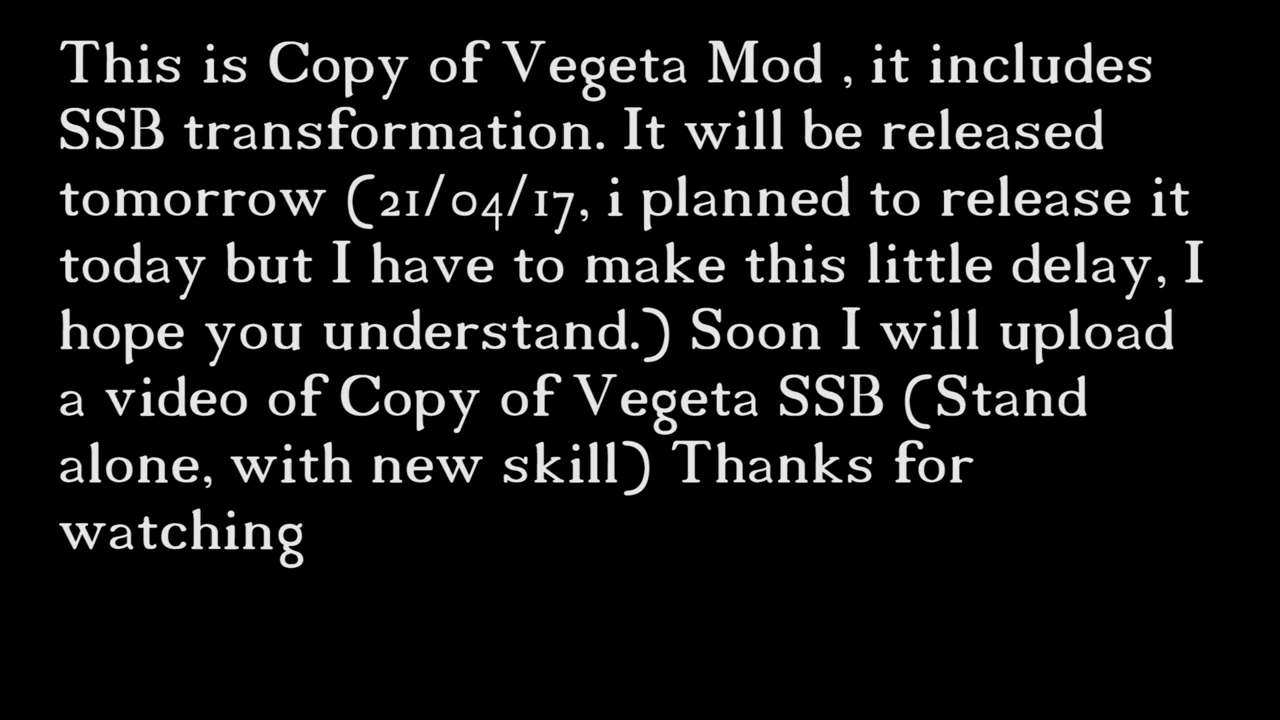 This is Copy of Vegeta Mod , it includes
SSB transformation. It will be released
tomorrow (21/04/17, i planned to release it
today but I have to make this little delay, I
hope you understand.) Soon I will upload
a video of Copy of Vegeta SSB (Stand
alone, with new skill) Thanks for
watching